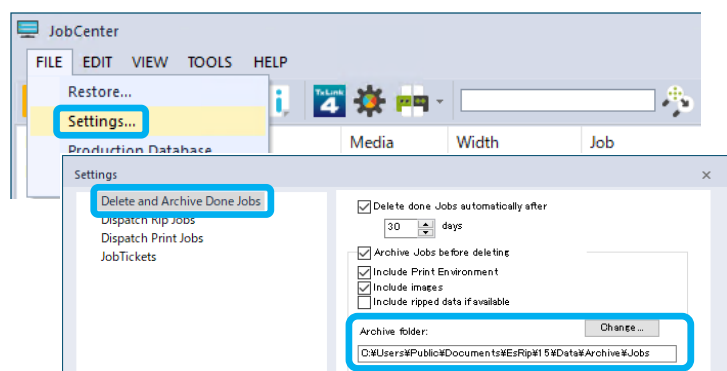 JobCenter
FILE EDIT VIEW TOOLS HELP
Restore...
TxLink
4
Settings...
Production Database
Media Width Job
Settings
Delete and Archive Done Jobs
Dispatch Rip Jobs
Dispatch Print Jobs
JobTickets
Delete done Jobs automatically after
30 days
Archive Jobs before deleting
Include Print Environment
Include images
Include ripped data if available
Archive folder:
Change...
C:¥Users¥Public¥Documents¥EsRip¥15¥Data¥Archive¥Jobs